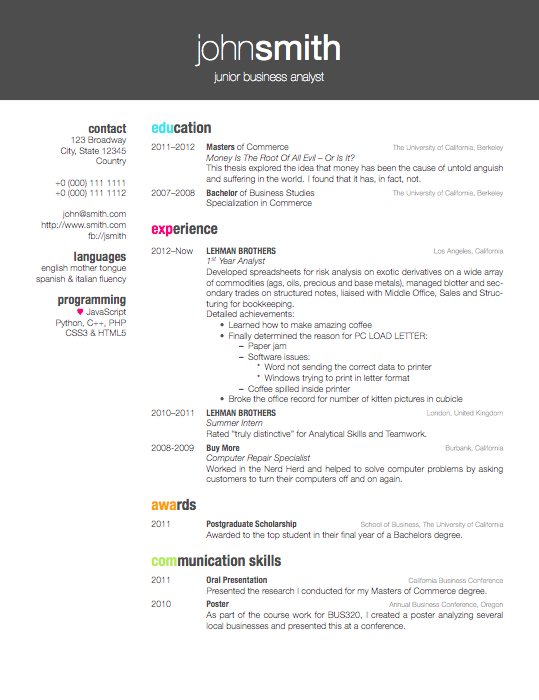 johnsmith
junior business analyst
contact
123 Broadway
City, State 12345
Country
+0 (000) 111 1111
+0 (000) 111 1112
john@smith.com
http://www.smith.com
fb://jsmith
languages
english mother tongue
spanish & italian fluency
programming
♥ JavaScript
Python, C++, PHP
CSS3 & HTML5
education
2011–2012 Masters of Commerce The University of California, Berkeley
Money Is The Root Of All Evil – Or Is It?
This thesis explored the idea that money has been the cause of untold anguish
and suffering in the world. I found that it has, in fact, not.
2007–2008 Bachelor of Business Studies The University of California, Berkeley
Specialization in Commerce
experience
2012–Now LEHMAN BROTHERS Los Angeles, California
1st Year Analyst
Developed spreadsheets for risk analysis on exotic derivatives on a wide array
of commodities (ags, oils, precious and base metals), managed blotter and sec-
ondary trades on structured notes, liaised with Middle Office, Sales and Struc-
turing for bookkeeping.
Detailed achievements:
• Learned how to make amazing coffee
• Finally determined the reason for PC LOAD LETTER:
– Paper jam
– Software issues:
* Word not sending the correct data to printer
* Windows trying to print in letter format
– Coffee spilled inside printer
• Broke the office record for number of kitten pictures in cubicle
2010–2011 LEHMAN BROTHERS London, United Kingdom
Summer Intern
Rated "truly distinctive" for Analytical Skills and Teamwork.
2008-2009 Buy More Burbank, California
Computer Repair Specialist
Worked in the Nerd Herd and helped to solve computer problems by asking
customers to turn their computers off and on again.
awards
2011 Postgraduate Scholarship School of Business, The University of California
Awarded to the top student in their final year of a Bachelors degree.
communication skills
2011 Oral Presentation California Business Conference
Presented the research I conducted for my Masters of Commerce degree.
2010 Poster Annual Business Conference, Oregon
As part of the course work for BUS320, I created a poster analyzing several
local businesses and presented this at a conference.